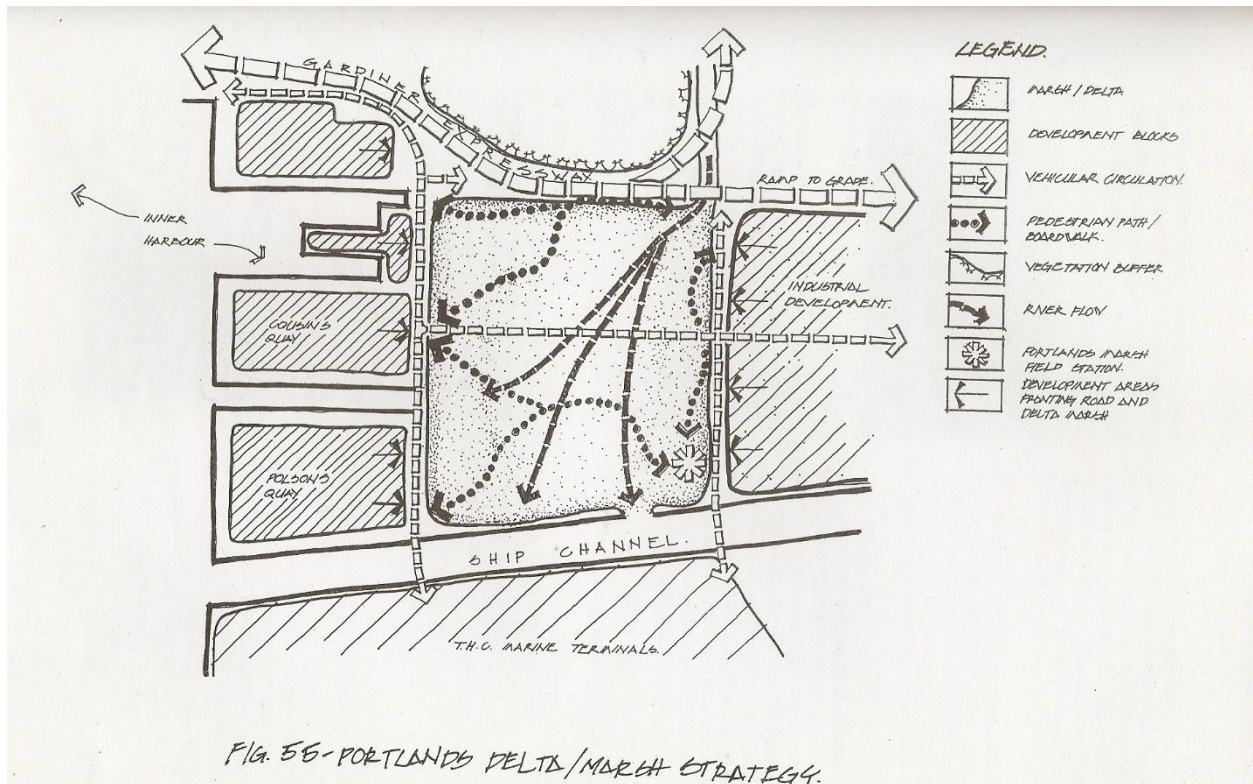 GARDINER EXPRESSWAY
RAMP TO GRADE.
INNER
HARBOUR
COUSINS
QUAY
POLSON'S
QUAY
INDUSTRIAL
DEVELOPMENT.
SHIP CHANNEL.
T.H.C. MARINE TERMINALS.
LEGEND.
MARSH / DELTA
DEVELOPMENT BLOCKS
VEHICULAR CIRCULATION.
PEDESTRIAN PATH /
BOARDWALK.
VEGETATION BUFFER
RIVER FLOW
PORTLANDS MARSH
FIELD STATION.
DEVELOPMENT AREAS
FRONTING ROAD AND
DELTA MARSH
FIG. 55 - PORTLANDS DELTA / MARSH STRATEGY.